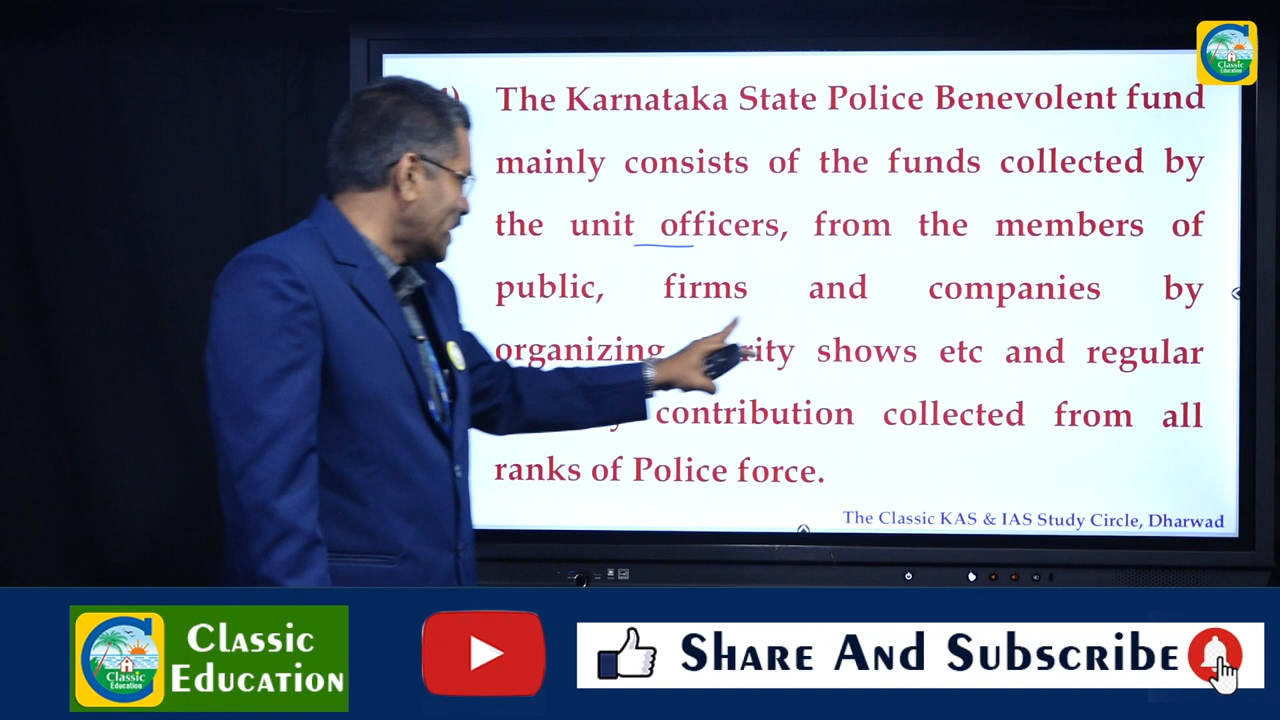 Classic
Education
The Karnataka State Police Benevolent fund
mainly consists of the funds collected by
the unit officers, from the members of
public, firms and companies by
organizing shows etc and regular
contribution collected from all
ranks of Police force.
The Classic KAS & IAS Study Circle, Dharwad
Classic
Education
Classic
Education
Share And Subscribe